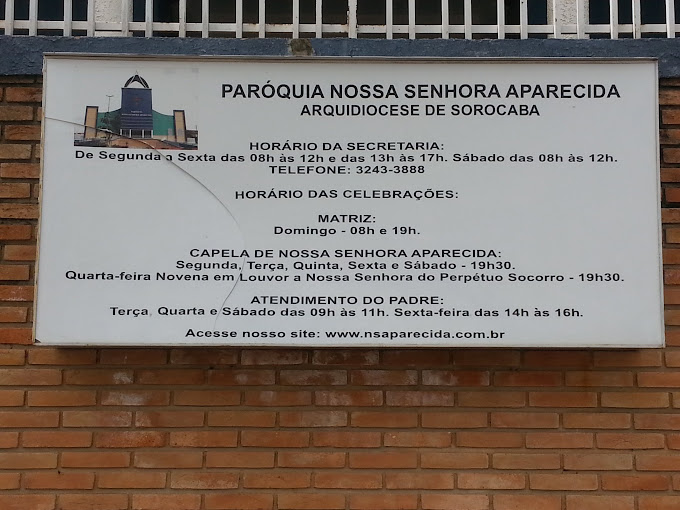 PARÓQUIA NOSSA SENHORA APARECIDA
ARQUIDIOCESE DE SOROCABA
HORÁRIO DA SECRETARIA:
De Segunda a Sexta das 08h às 12h e das 13h às 17h. Sábado das 08h às 12h.
TELEFONE: 3243-3888
HORÁRIO DAS CELEBRAÇÕES:
MATRIZ:
Domingo - 08h e 19h.
CAPELA DE NOSSA SENHORA APARECIDA:
Segunda, Terça, Quinta, Sexta e Sábado - 19h30.
Quarta-feira Novena em Louvor a Nossa Senhora do Perpétuo Socorro - 19h30.
ATENDIMENTO DO PADRE:
Terça, Quarta e Sábado das 09h às 11h. Sexta-feira das 14h às 16h.
Acesse nosso site: www.nsaparecida.com.br